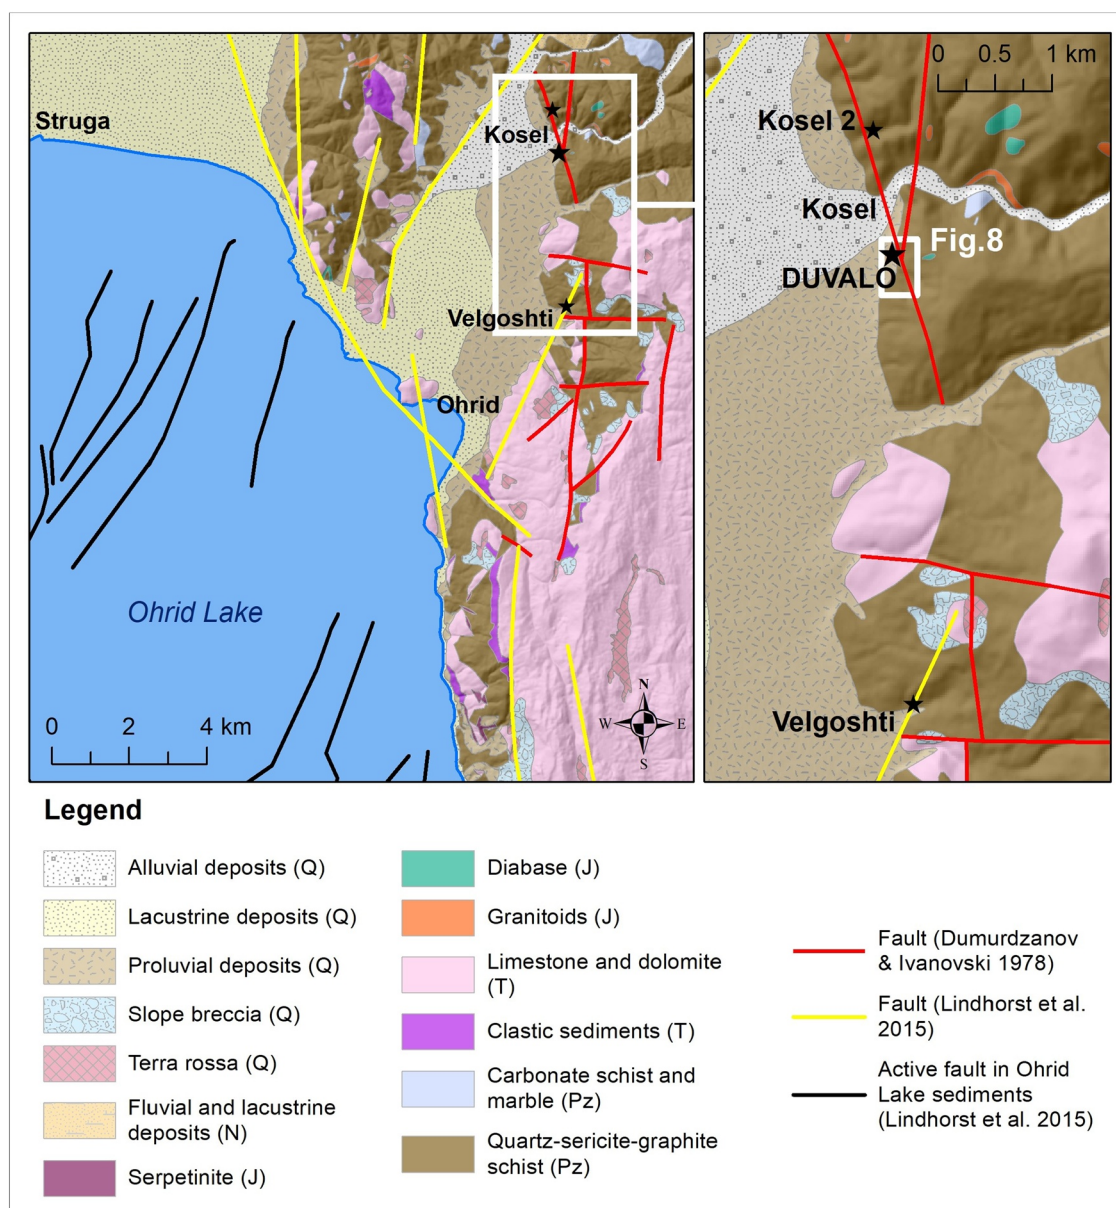 Struga
Kosel
Velgoshti
Ohrid
Ohrid Lake
0 2 4 km
N
W E
S
0 0.5 1 km
Kosel 2
Kosel
Fig.8
DUVALO
Velgoshti
Legend
Alluvial deposits (Q)
Lacustrine deposits (Q)
Proluvial deposits (Q)
Slope breccia (Q)
Terra rossa (Q)
Fluvial and lacustrine
deposits (N)
Serpetinite (J)
Diabase (J)
Granitoids (J)
Limestone and dolomite
(T)
Clastic sediments (T)
Carbonate schist and
marble (Pz)
Quartz-sericite-graphite
schist (Pz)
Fault (Dumurdzanov
& Ivanovski 1978)
Fault (Lindhorst et al.
2015)
Active fault in Ohrid
Lake sediments
(Lindhorst et al. 2015)